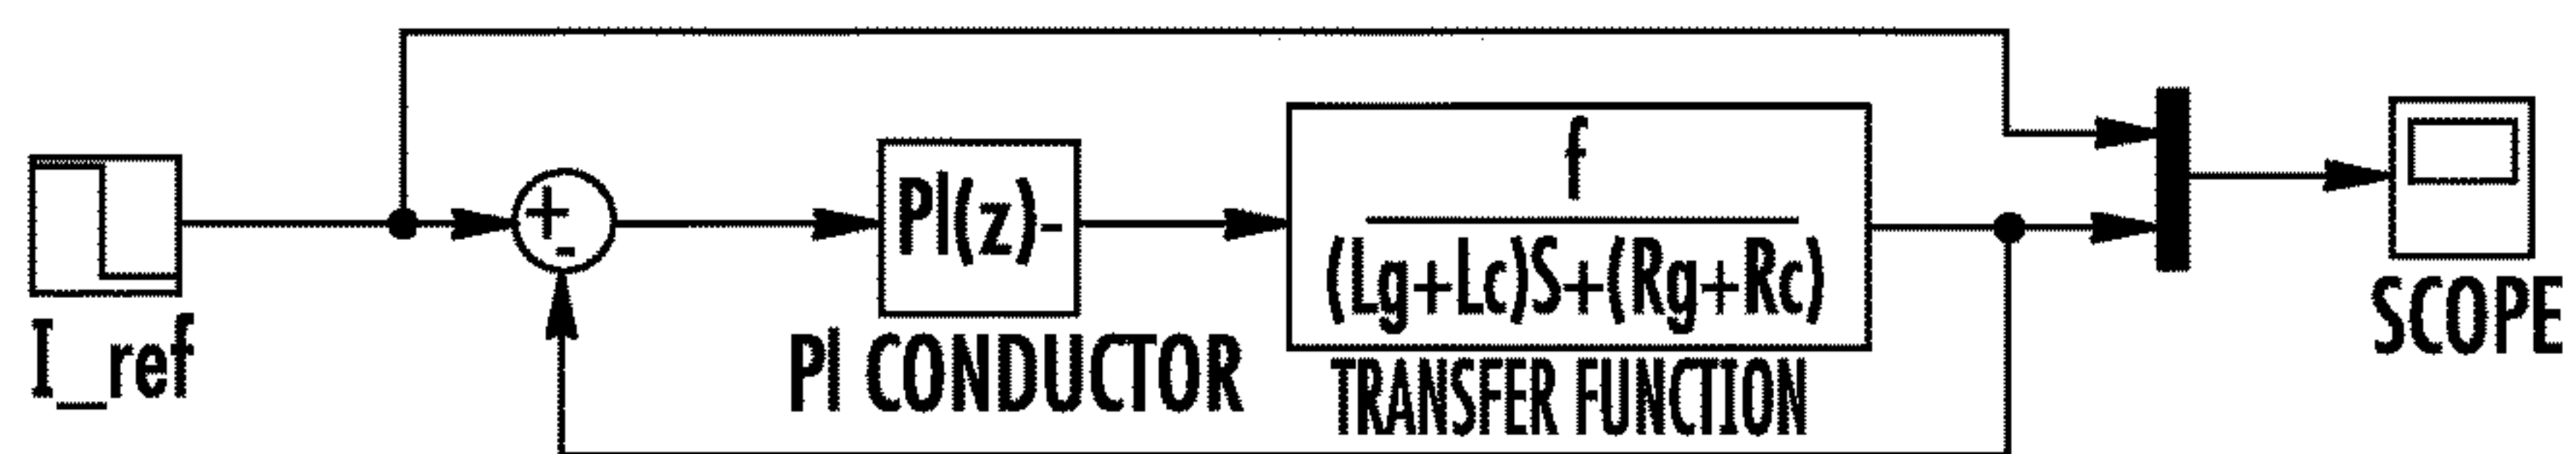 I_ref
+
-
PI(z)-
PI CONDUCTOR
f
(Lg+Lc)S+(Rg+Rc)
TRANSFER FUNCTION
SCOPE